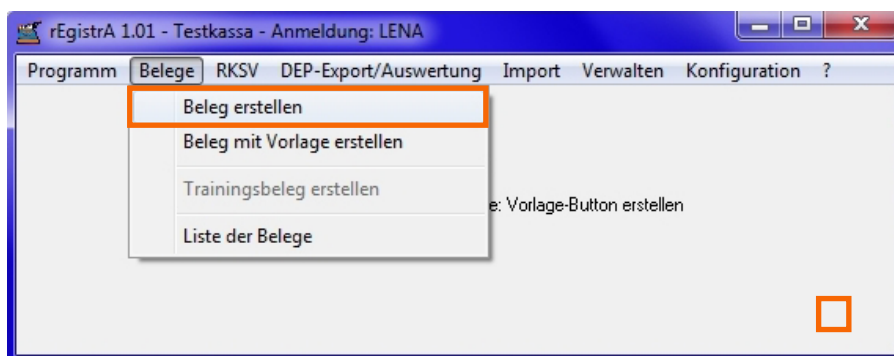 rEgistrA 1.01 - Testkassa - Anmeldung: LENA
Programm Belege RKSV DEP-Export/Auswertung Import Verwalten Konfiguration ?
Beleg erstellen
Beleg mit Vorlage erstellen
Trainingsbeleg erstellen
e: Vorlage-Button erstellen
Liste der Belege